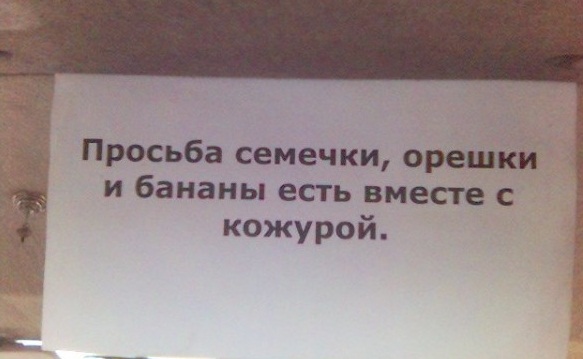 Просьба семечки, орешки
и бананы есть вместе с
кожурой.